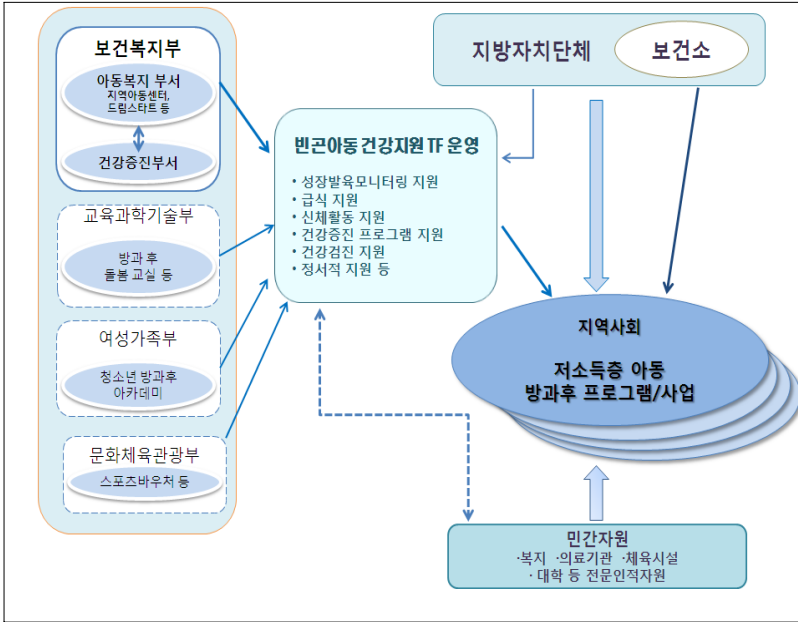 보건복지부
아동복지 부서
지역아동센터,
드림스타트 등
건강증진부서
교육과학기술부
방과 후
돌봄 교실 등
여성가족부
청소년 방과후
아카데미
문화체육관광부
스포츠바우처 등
빈곤아동 건강지원 TF 운영
• 성장발육모니터링 지원
• 급식 지원
• 신체활동 지원
• 건강증진 프로그램 지원
• 건강검진 지원
• 정서적 지원 등
지방자치단체
보건소
지역사회
저소득층 아동
방과후 프로그램/사업
민간자원
·복지 ·의료기관 ·체육시설
· 대학 등 전문인적자원